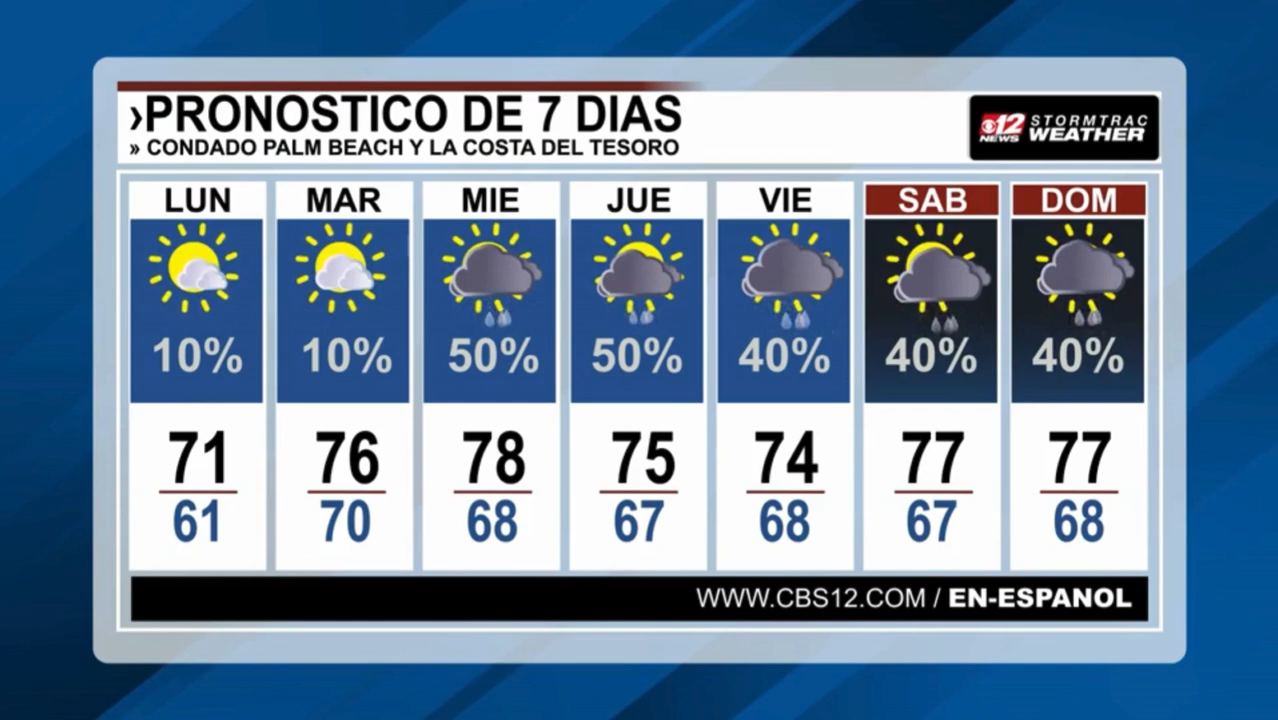 ›PRONOSTICO DE 7 DIAS
» CONDADO PALM BEACH Y LA COSTA DEL TESORO
12 NEWS STORMTRAC WEATHER
LUN MAR MIE JUE VIE SAB DOM
10% 10% 50% 50% 40% 40% 40%
71 76 78 75 74 77 77
61 70 68 67 68 67 68
WWW.CBS12.COM / EN-ESPANOL